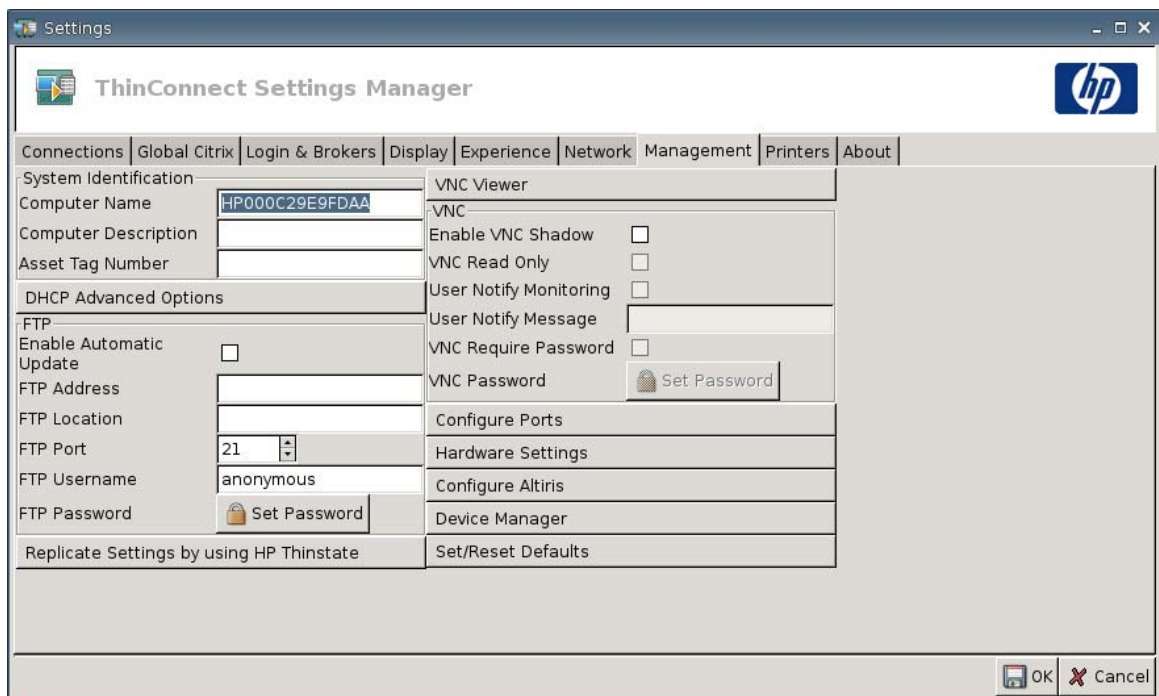 Settings
ThinConnect Settings Manager
hp
Connections Global Citrix Login & Brokers Display Experience Network Management Printers About
System Identification
Computer Name HP000C29E9FDAA
Computer Description
Asset Tag Number
DHCP Advanced Options
FTP
Enable Automatic
Update
FTP Address
FTP Location
FTP Port 21
FTP Username anonymous
FTP Password Set Password
Replicate Settings by using HP Thinstate
VNC Viewer
VNC
Enable VNC Shadow
VNC Read Only
User Notify Monitoring
User Notify Message
VNC Require Password
VNC Password Set Password
Configure Ports
Hardware Settings
Configure Altiris
Device Manager
Set/Reset Defaults
OK Cancel